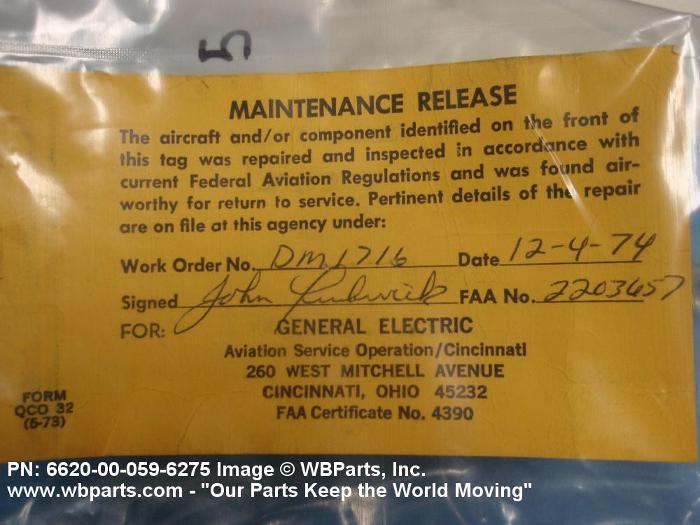 5
MAINTENANCE RELEASE
The aircraft and/or component identified on the front of
this tag was repaired and inspected in accordance with
current Federal Aviation Regulations and was found air-
worthy for return to service. Pertinent details of the repair
are on file at this agency under:
Work Order No. DM1716 Date 12-4-74
Signed John FAA No. 2203657
FOR: GENERAL ELECTRIC
Aviation Service Operation/Cincinnati
260 WEST MITCHELL AVENUE
CINCINNATI, OHIO 45232
FAA Certificate No. 4390
FORM
QCO 32
(5-73)
PN: 6620-00-059-6275 Image © WBParts, Inc.
www.wbparts.com - "Our Parts Keep the World Moving"